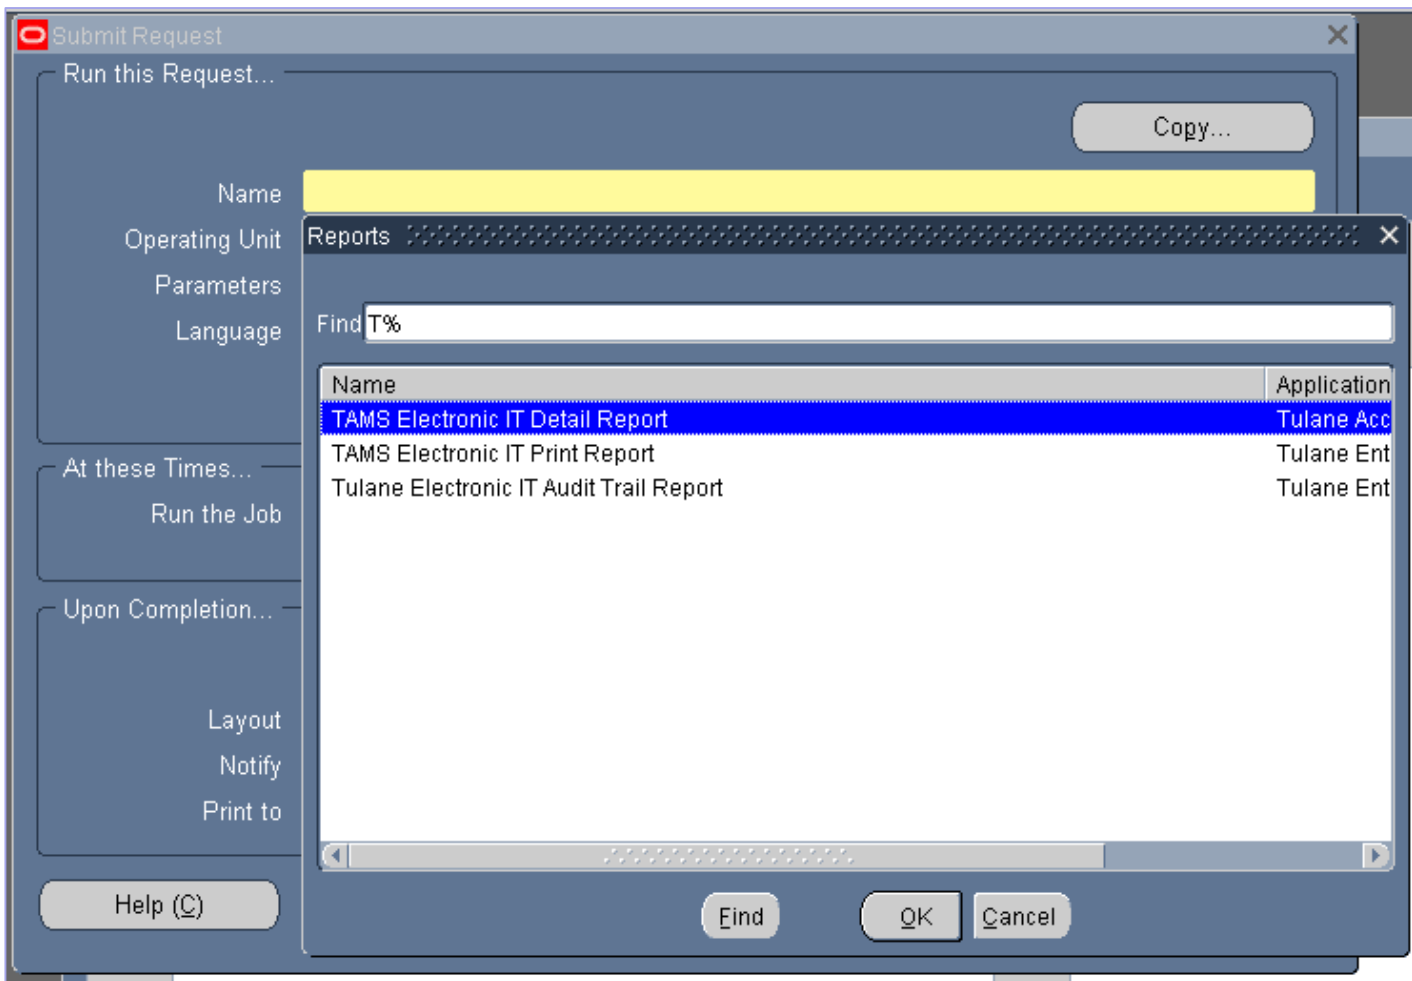 Submit Request
Run this Request...
Copy...
Name
Operating Unit
Parameters
Language
Reports
Find T%
Name Application
TAMS Electronic IT Detail Report Tulane Acc
TAMS Electronic IT Print Report Tulane Ent
Tulane Electronic IT Audit Trail Report Tulane Ent
At these Times...
Run the Job
Upon Completion...
Layout
Notify
Print to
Help (C)
Find OK Cancel